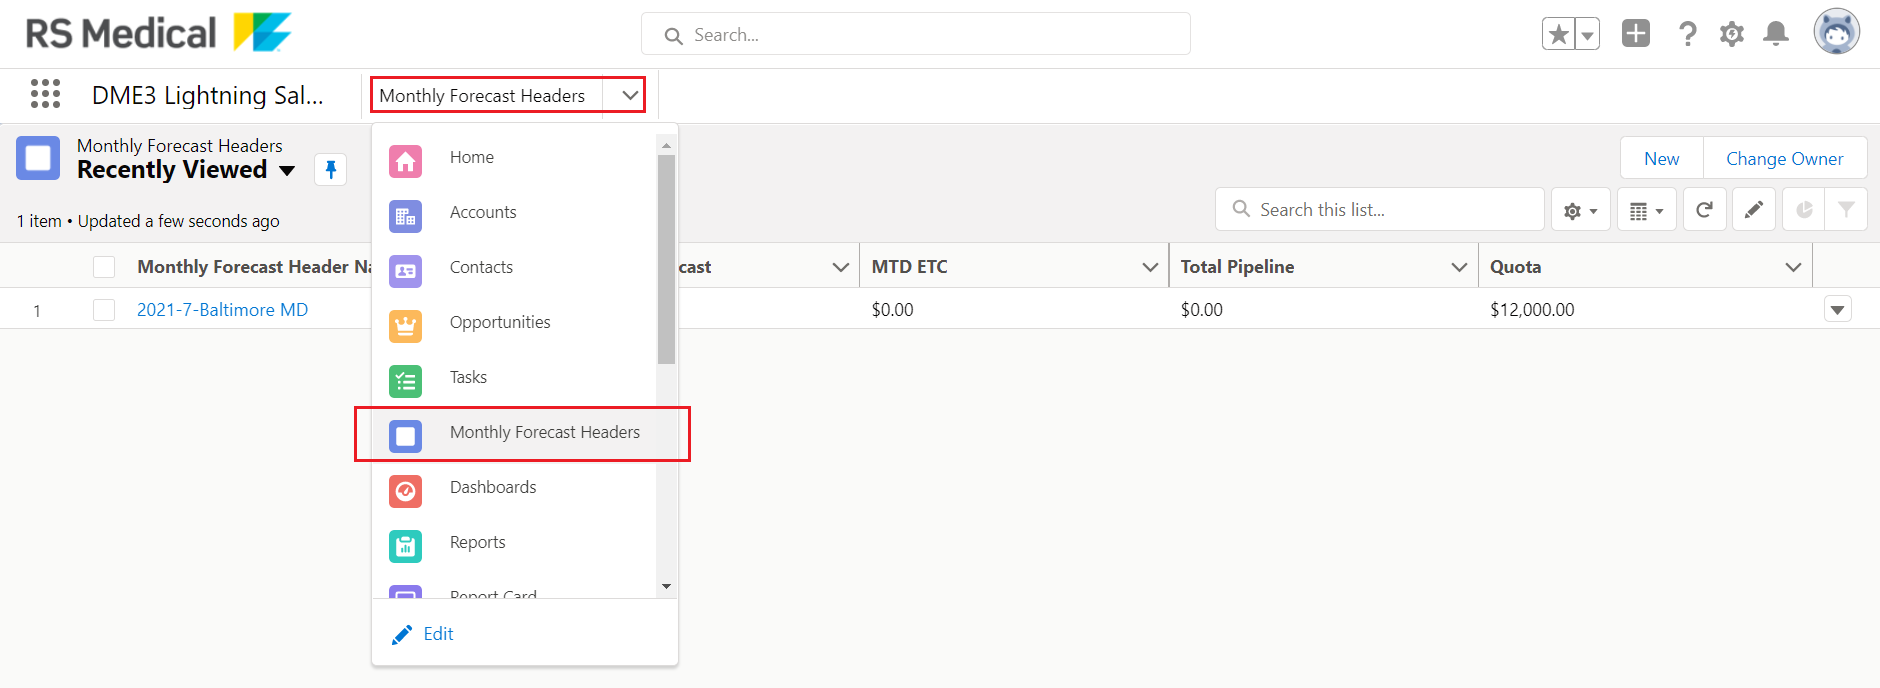 RS Medical
Search...
DME3 Lightning Sal...
Monthly Forecast Headers
Monthly Forecast Headers
Recently Viewed
1 item • Updated a few seconds ago
New
Change Owner
Search this list...
Home
Accounts
Contacts
Opportunities
Tasks
Monthly Forecast Headers
Dashboards
Reports
Report Card
Edit
Monthly Forecast Header Na
cast
MTD ETC
Total Pipeline
Quota
1
2021-7-Baltimore MD
$0.00
$0.00
$12,000.00